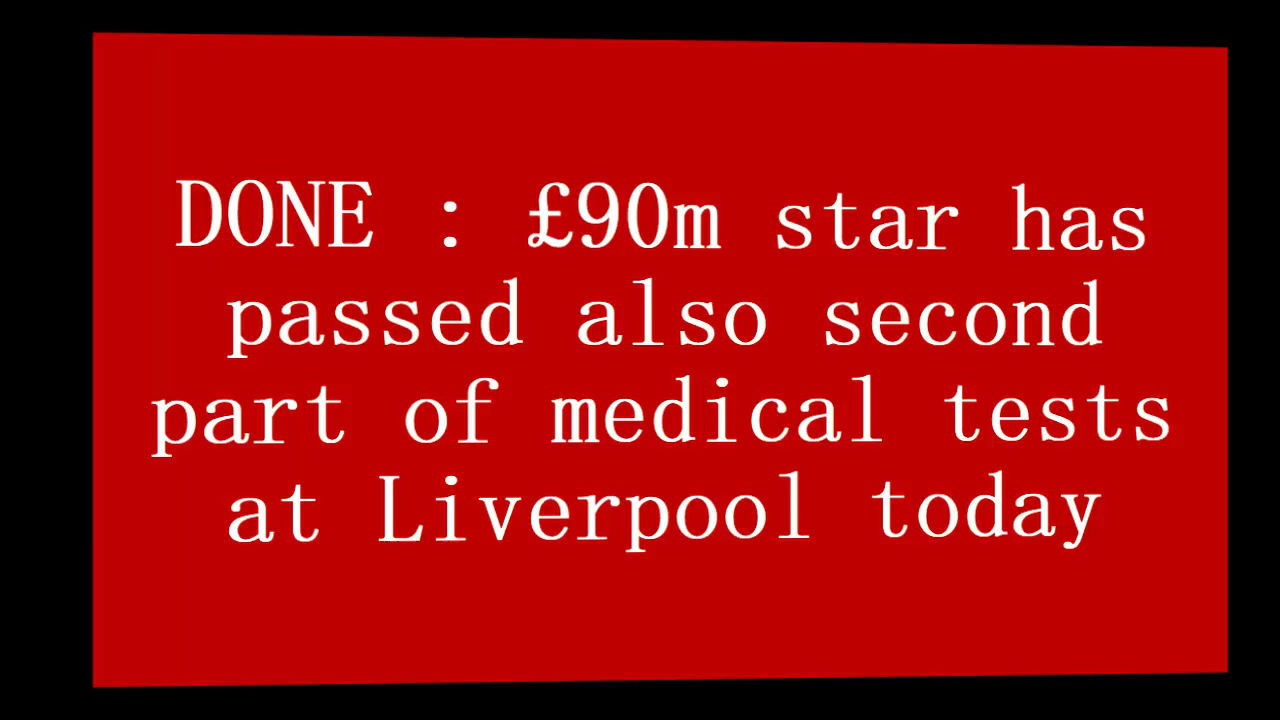 DONE : £90m star has
passed also second
part of medical tests
at Liverpool today